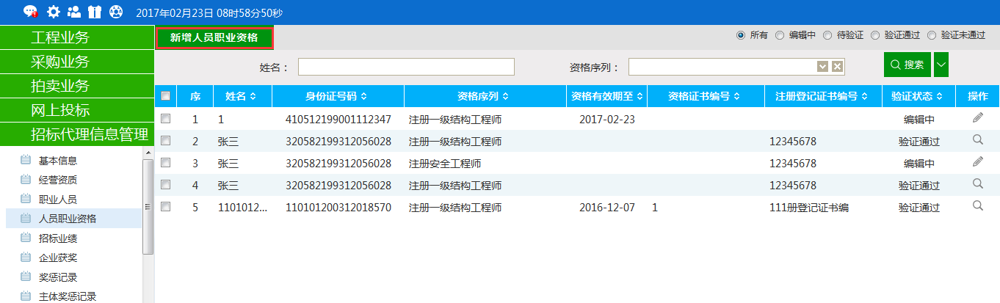 2017年02月23日 08时58分50秒
工程业务
采购业务
拍卖业务
网上投标
招标代理信息管理
基本信息
经营资质
职业人员
人员职业资格
招标业绩
企业获奖
奖惩记录
主体奖惩记录
新增人员职业资格
所有 编辑中 待验证 验证通过 验证未通过
姓名： 资格序列： 搜索
序 姓名 身份证号码 资格序列 资格有效期至 资格证书编号 注册登记证书编号 验证状态 操作
1 1 410512199001112347 注册一级结构工程师 2017-02-23 编辑中
2 张三 320582199312056028 注册一级结构工程师 12345678 验证通过
3 张三 320582199312056028 注册安全工程师 12345678 编辑中
4 张三 320582199312056028 注册一级结构工程师 12345678 验证通过
5 1101012... 110101200312018570 注册一级结构工程师 2016-12-07 1 111册登记证书编 验证通过